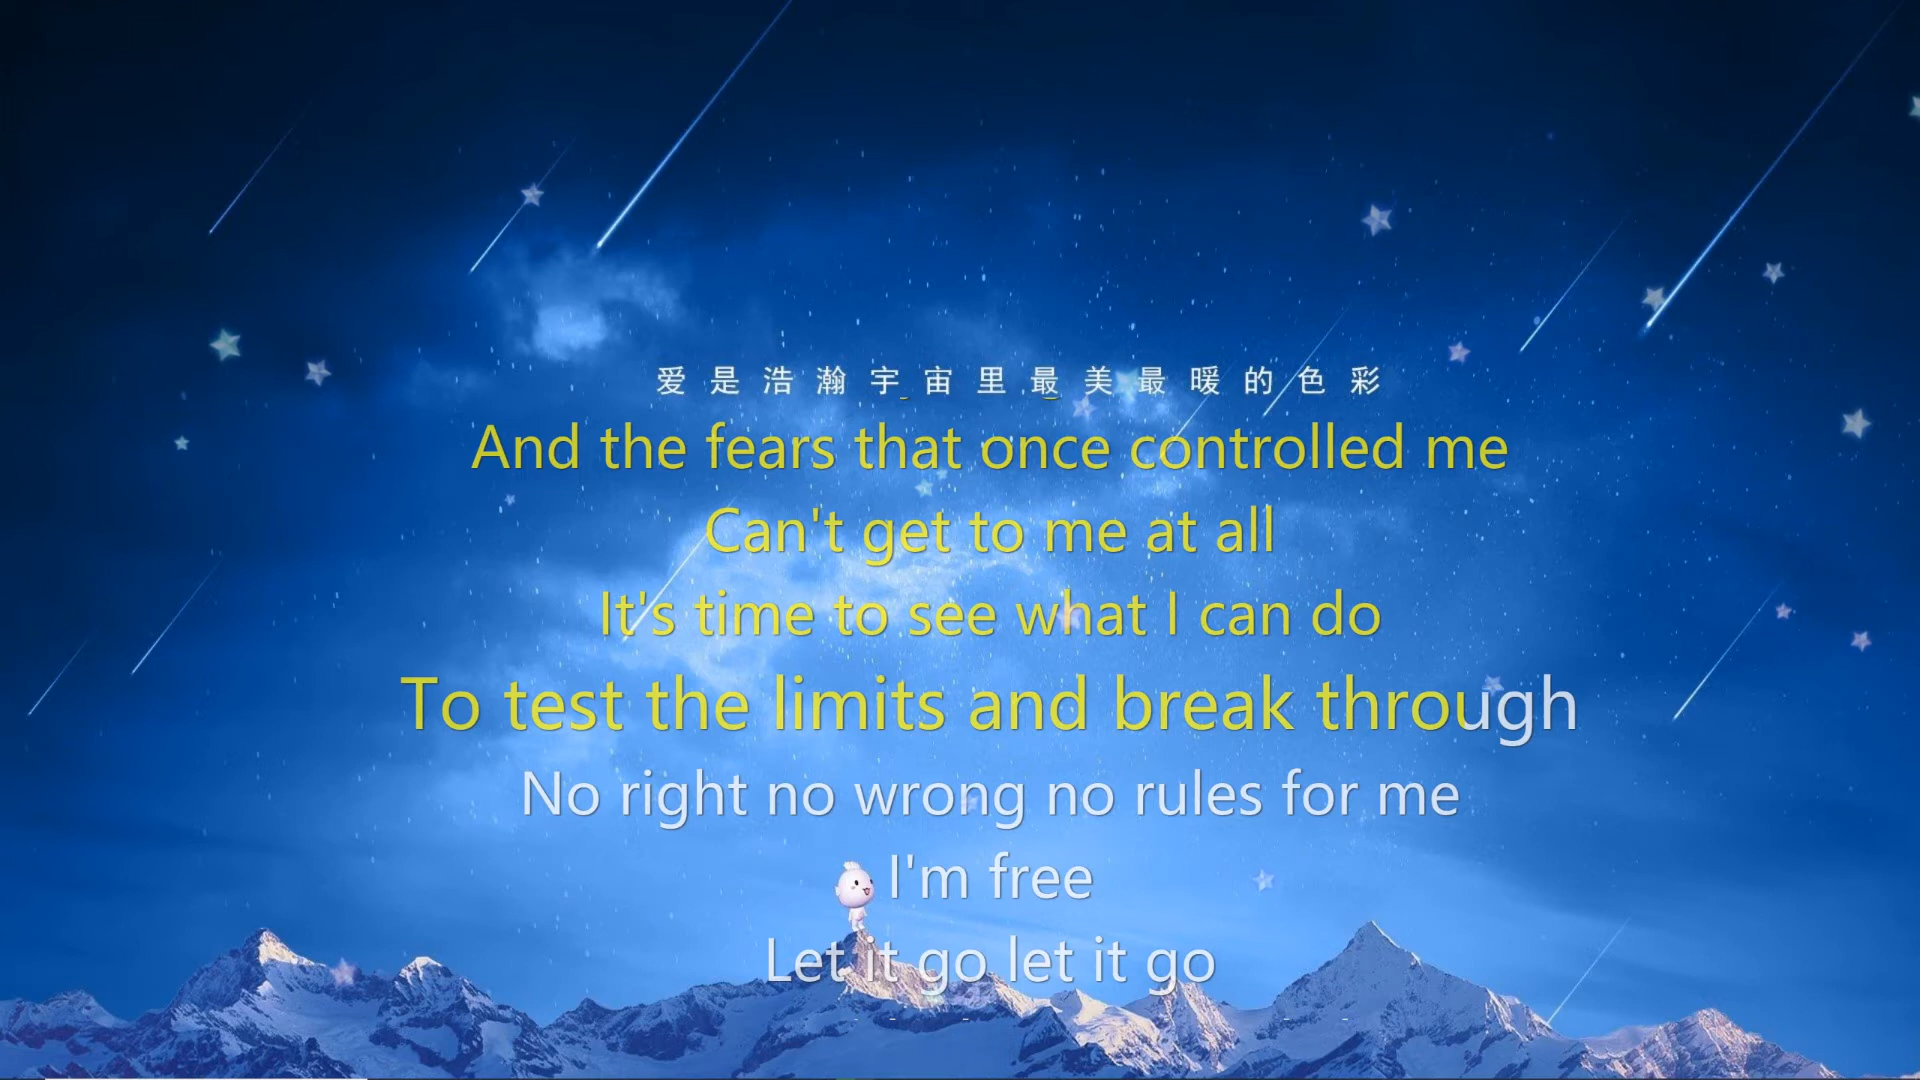 爱是浩瀚宇宙里最美最暖的色彩
And the fears that once controlled me
Can't get to me at all
It's time to see what I can do
To test the limits and break through
No right no wrong no rules for me
I'm free
Let it go let it go